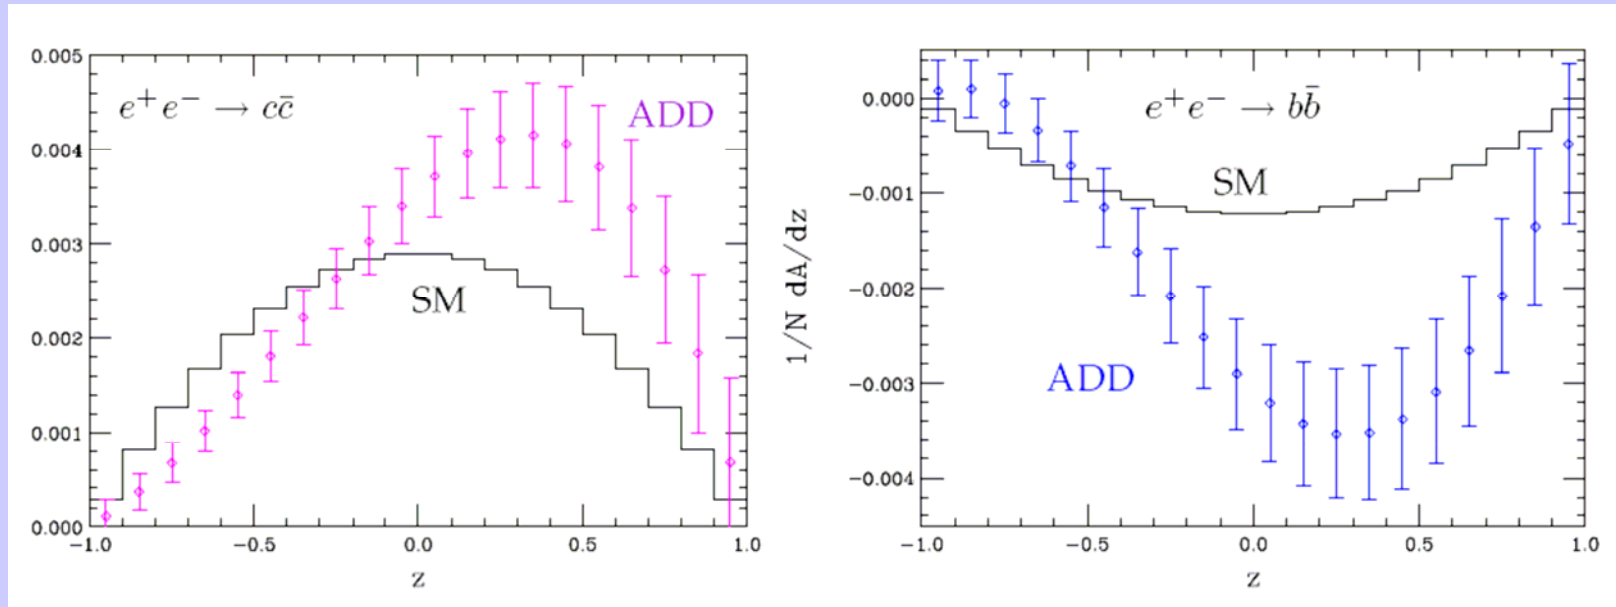 0.005
0.004
0.003
0.002
0.001
0.000
e⁺e⁻ → cc̄
ADD
SM
-1.0 -0.5 0.0 0.5 1.0
z
1/N dA/dz
0.000
-0.001
-0.002
-0.003
-0.004
e⁺e⁻ → bb̄
SM
ADD
-1.0 -0.5 0.0 0.5 1.0
z